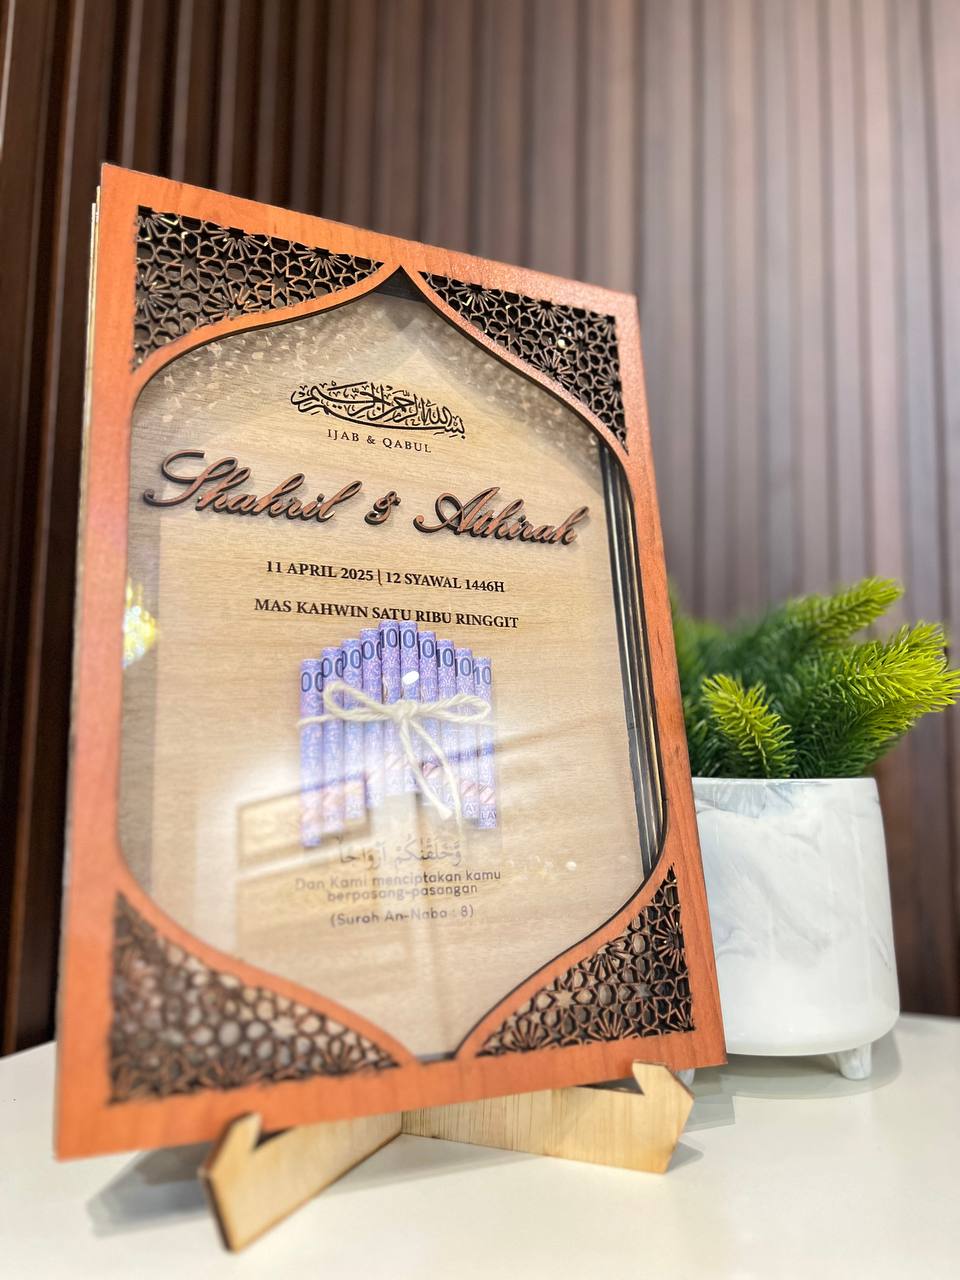 بسم الله الرحمن الرحيم
IJAB & QABUL
Shahril & Athirah
11 APRIL 2025 | 12 SYAWAL 1446H
MAS KAHWIN SATU RIBU RINGGIT
وَّخَلَقْنٰكُمْ اَزْوَاجًا
Dan Kami menciptakan kamu
berpasang-pasangan
(Surah An-Naba : 8)